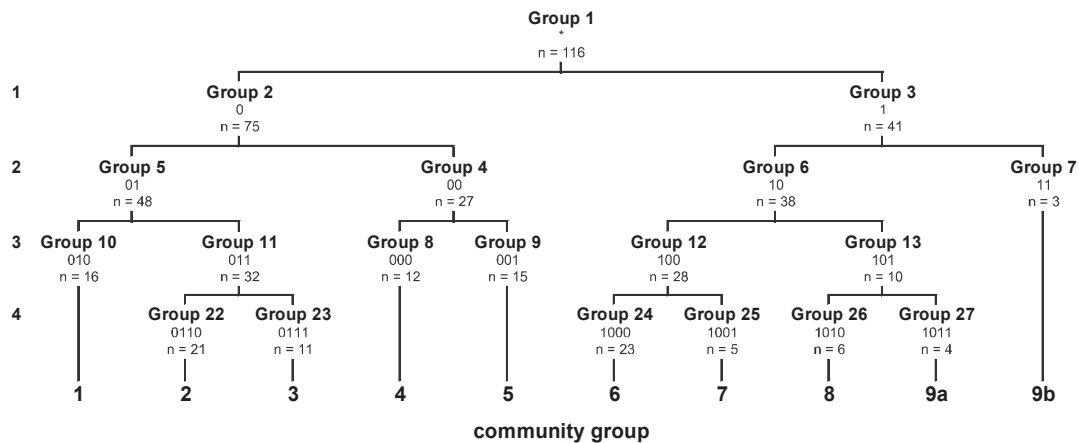 Group 1
*
n = 116
1 Group 2 Group 3
0 1
n = 75 n = 41
2 Group 5 Group 4 Group 6 Group 7
01 00 10 11
n = 48 n = 27 n = 38 n = 3
3 Group 10 Group 11 Group 8 Group 9 Group 12 Group 13
010 011 000 001 100 101
n = 16 n = 32 n = 12 n = 15 n = 28 n = 10
4 Group 22 Group 23 Group 24 Group 25 Group 26 Group 27
0110 0111 1000 1001 1010 1011
n = 21 n = 11 n = 23 n = 5 n = 6 n = 4
1 2 3 4 5 6 7 8 9a 9b
community group